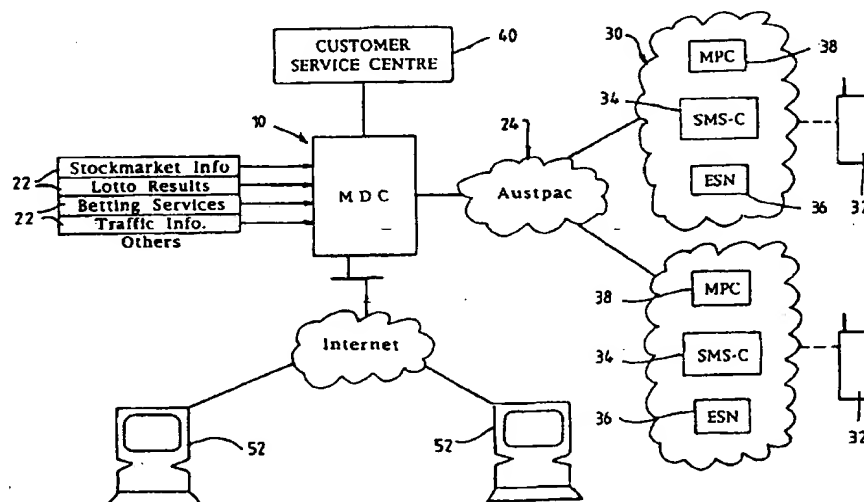 CUSTOMER
SERVICE CENTRE
40
10
22
22
22
Stockmarket Info
Lotto Results
Betting Services
Traffic Info.
Others
MDC
24
Austpac
30
MPC
38
34
SMS-C
ESN
36
32
38
MPC
34
SMS-C
36
ESN
32
Internet
52
52